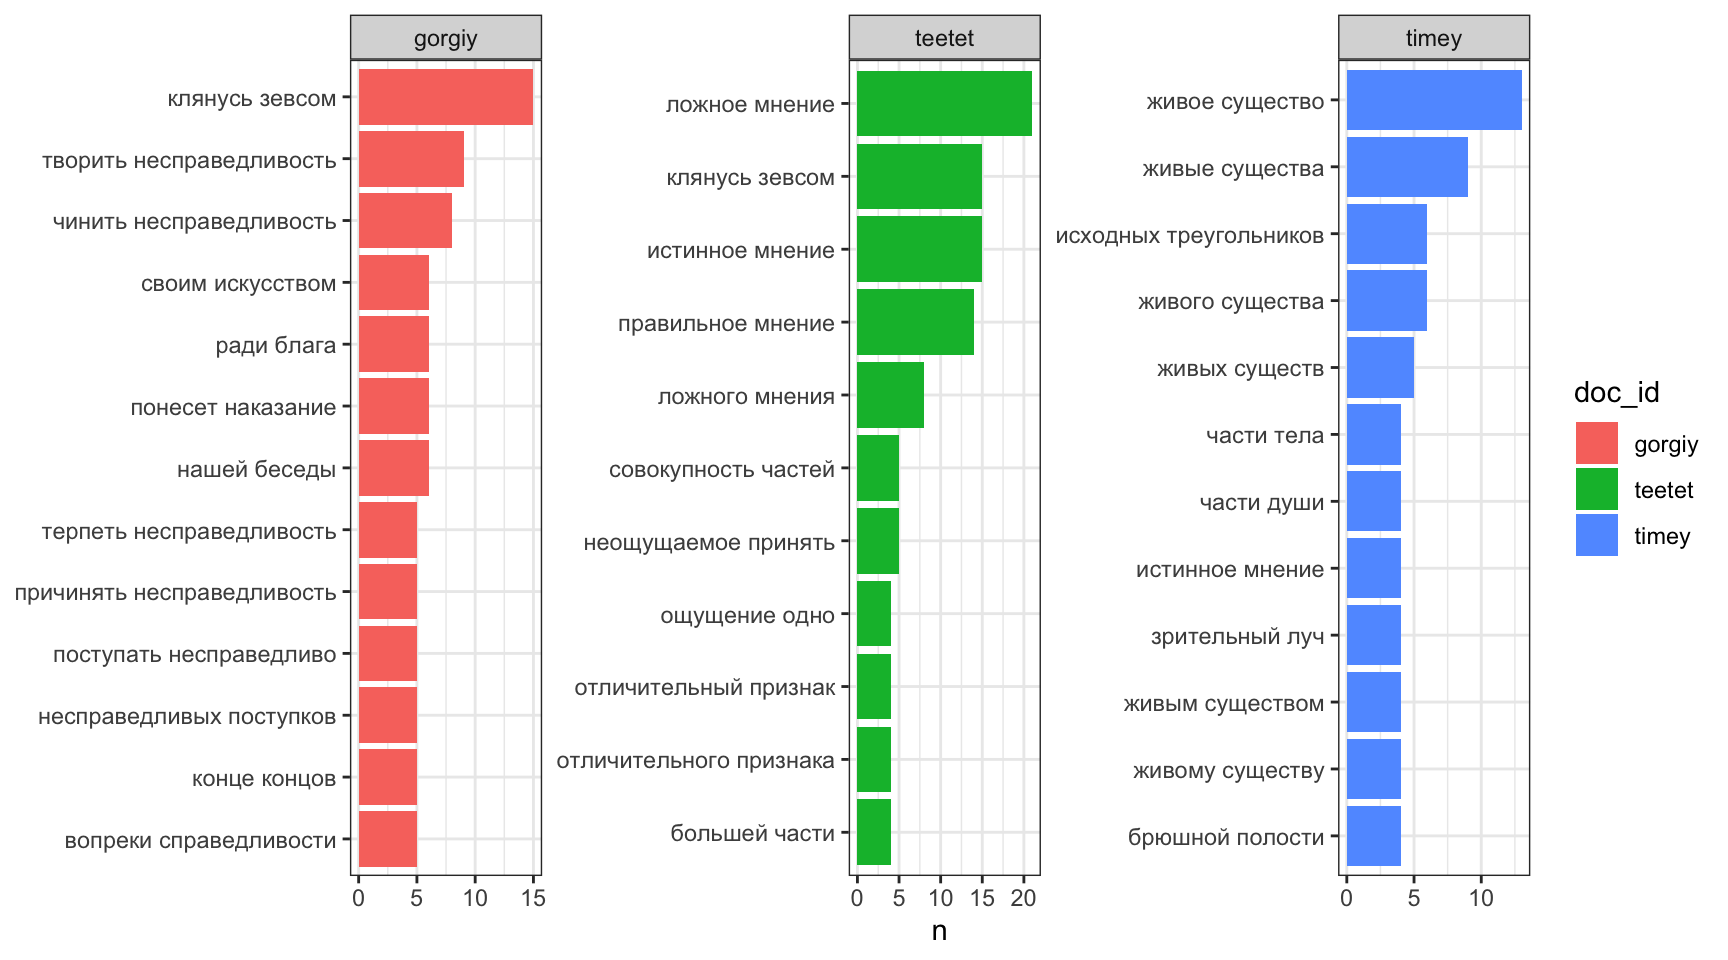 gorgiy
клянусь зевсом
творить несправедливость
чинить несправедливость
своим искусством
ради блага
понесет наказание
нашей беседы
терпеть несправедливость
причинять несправедливость
поступать несправедливо
несправедливых поступков
конце концов
вопреки справедливости
0 5 10 15
teetet
ложное мнение
клянусь зевсом
истинное мнение
правильное мнение
ложного мнения
совокупность частей
неощущаемое принять
ощущение одно
отличительный признак
отличительного признака
большей части
0 5 10 15 20
n
timey
живое существо
живые существа
исходных треугольников
живого существа
живых существ
части тела
части души
истинное мнение
зрительный луч
живым существом
живому существу
брюшной полости
0 5 10
doc_id
gorgiy
teetet
timey